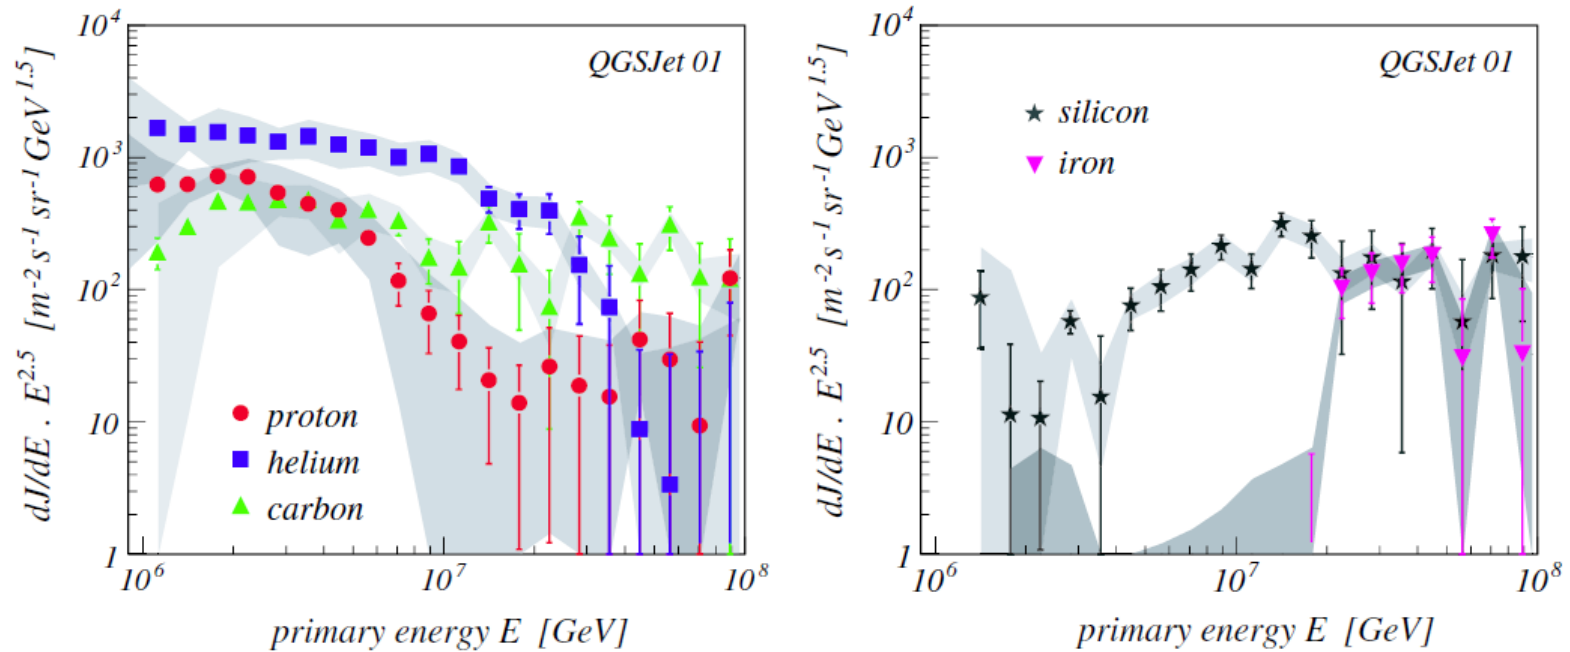 dJ/dE . E^2.5 [m^-2 s^-1 sr^-1 GeV^1.5]
10^4
10^3
10^2
10
1
QGSJet 01
proton
helium
carbon
10^6 10^7 10^8
primary energy E [GeV]
dJ/dE . E^2.5 [m^-2 s^-1 sr^-1 GeV^1.5]
10^4
10^3
10^2
10
1
QGSJet 01
silicon
iron
10^6 10^7 10^8
primary energy E [GeV]